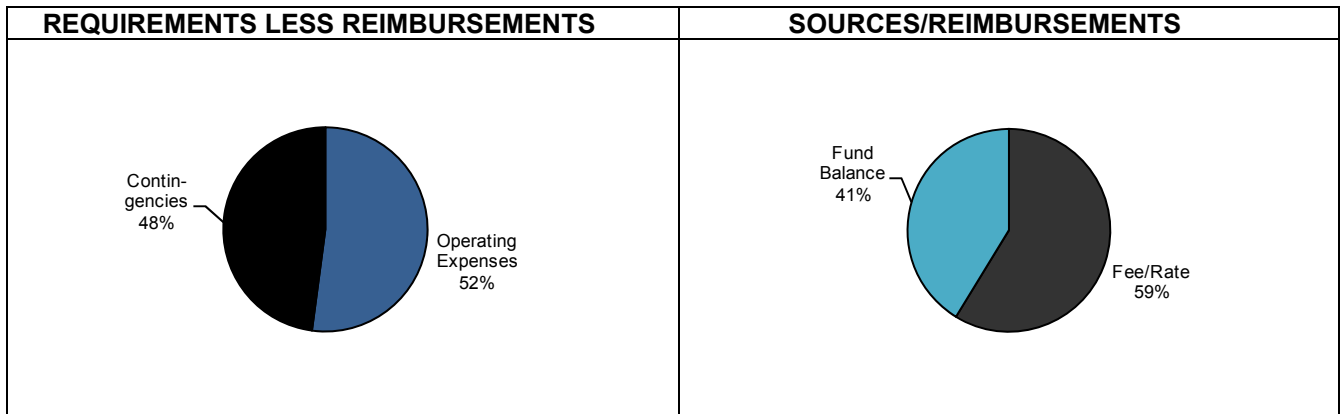 REQUIREMENTS LESS REIMBURSEMENTS
SOURCES/REIMBURSEMENTS
Contin-
gencies
48%
Operating
Expenses
52%
Fund
Balance
41%
Fee/Rate
59%